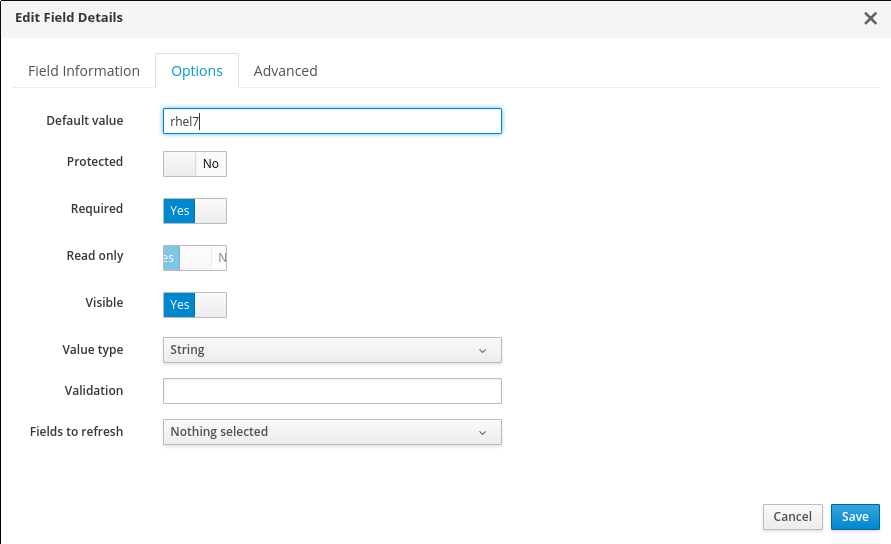 Edit Field Details
Field Information Options Advanced
Default value rhel7
Protected No
Required Yes
Read only es N
Visible Yes
Value type String
Validation
Fields to refresh Nothing selected
Cancel Save